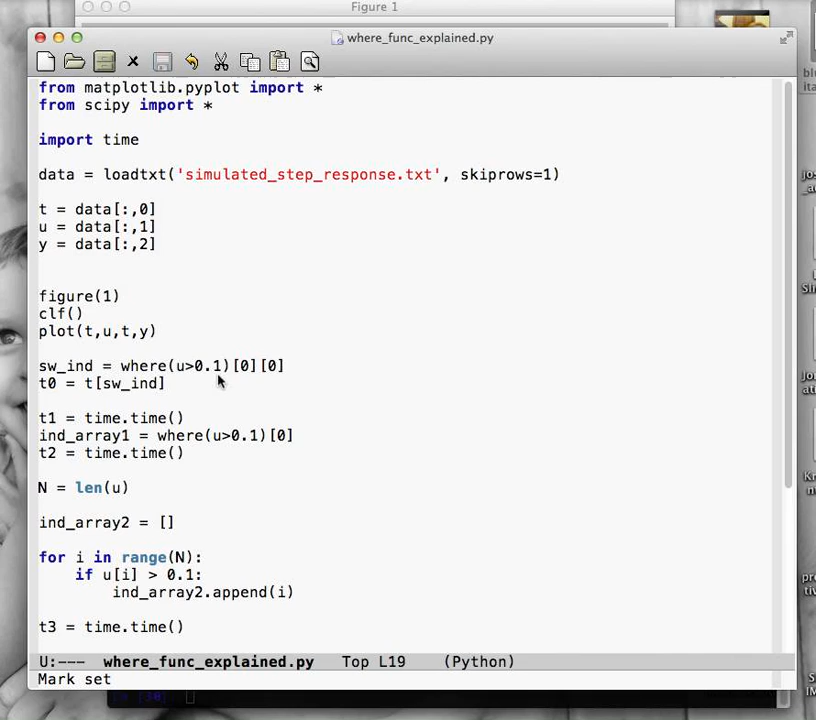 Figure 1
where_func_explained.py
from matplotlib.pyplot import *
from scipy import *
import time
data = loadtxt('simulated_step_response.txt', skiprows=1)
t = data[:,0]
u = data[:,1]
y = data[:,2]
figure(1)
clf()
plot(t,u,t,y)
sw_ind = where(u>0.1)[0][0]
t0 = t[sw_ind]
t1 = time.time()
ind_array1 = where(u>0.1)[0]
t2 = time.time()
N = len(u)
ind_array2 = []
for i in range(N):
if u[i] > 0.1:
ind_array2.append(i)
t3 = time.time()
U:--- where_func_explained.py Top L19 (Python)
Mark set